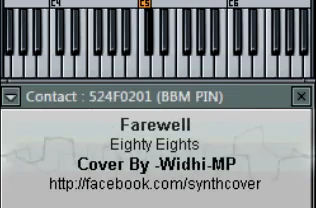 C4 C5 C6
Contact : 524F0201 (BBM PIN)
Farewell
Eighty Eights
Cover By -Widhi-MP
http://facebook.com/synthcover